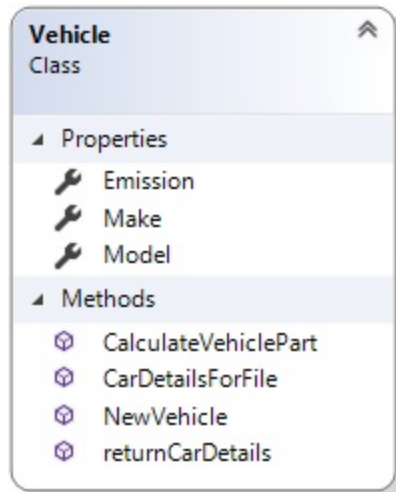 Vehicle
Class
Properties
Emission
Make
Model
Methods
CalculateVehiclePart
CarDetailsForFile
NewVehicle
returnCarDetails